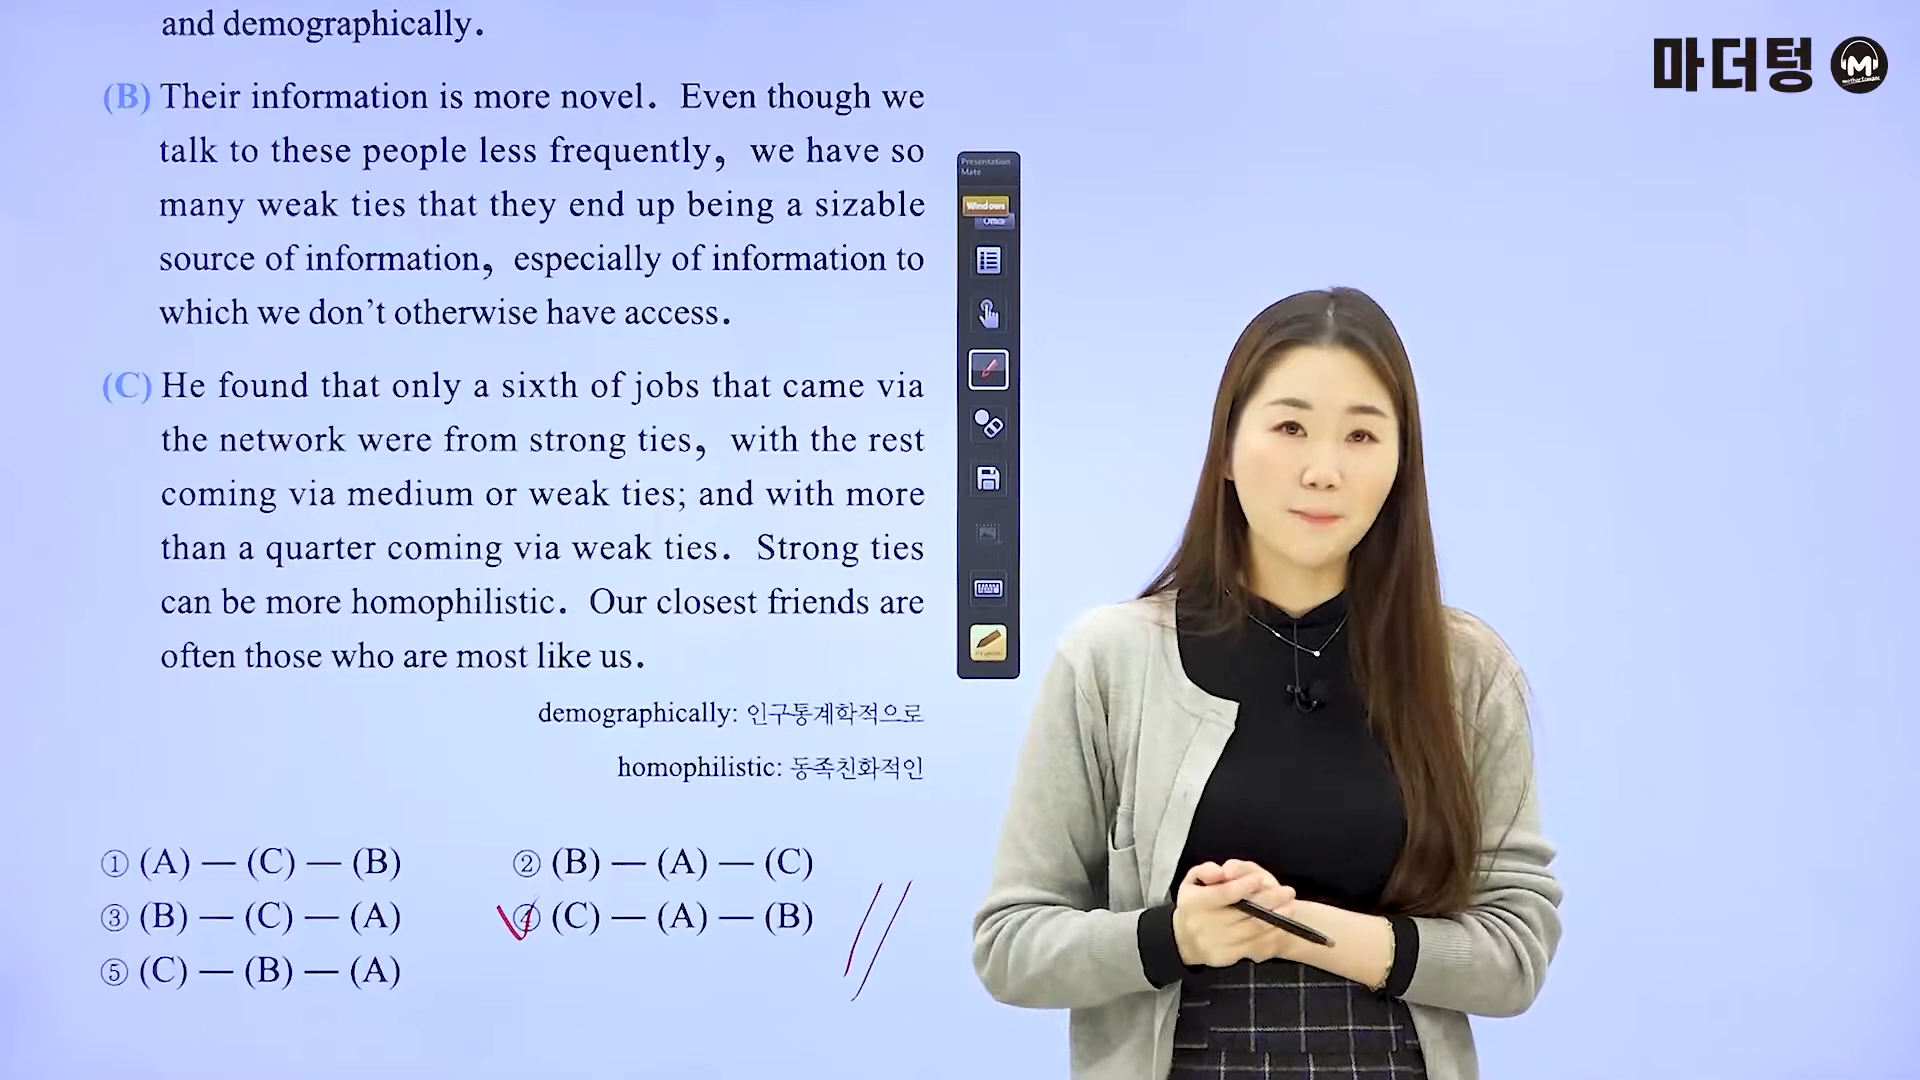 and demographically.
마더텅
(B) Their information is more novel. Even though we
talk to these people less frequently, we have so
many weak ties that they end up being a sizable
source of information, especially of information to
which we don't otherwise have access.
(C) He found that only a sixth of jobs that came via
the network were from strong ties, with the rest
coming via medium or weak ties; and with more
than a quarter coming via weak ties. Strong ties
can be more homophilistic. Our closest friends are
often those who are most like us.
demographically: 인구통계학적으로
homophilistic: 동족친화적인
① (A) — (C) — (B) ② (B) — (A) — (C)
③ (B) — (C) — (A) ④ (C) — (A) — (B)
⑤ (C) — (B) — (A)
Presentation
Mate
Windows
Office